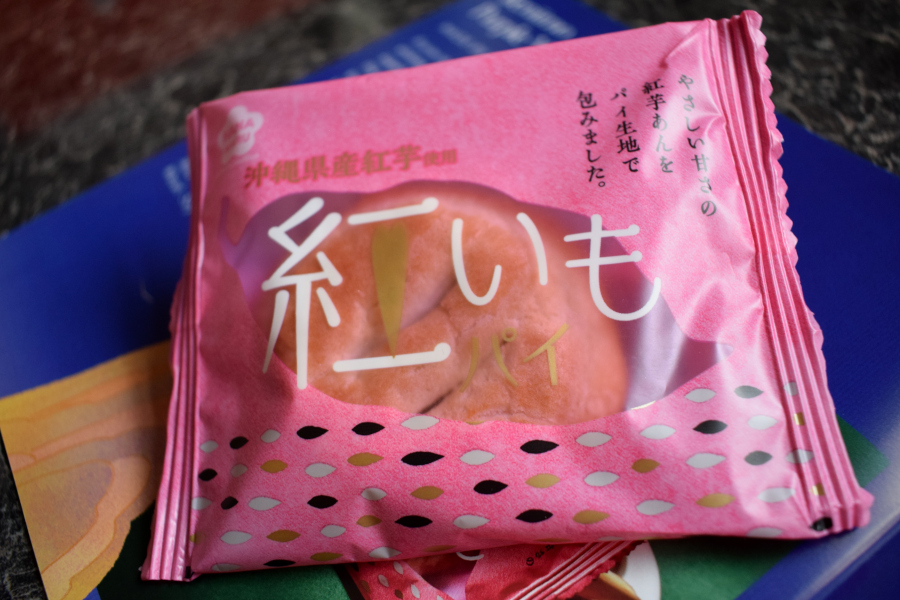 やさしい甘さの
紅芋あんを
パイ生地で
包みました。
沖縄県産紅芋使用
紅いも
パイ